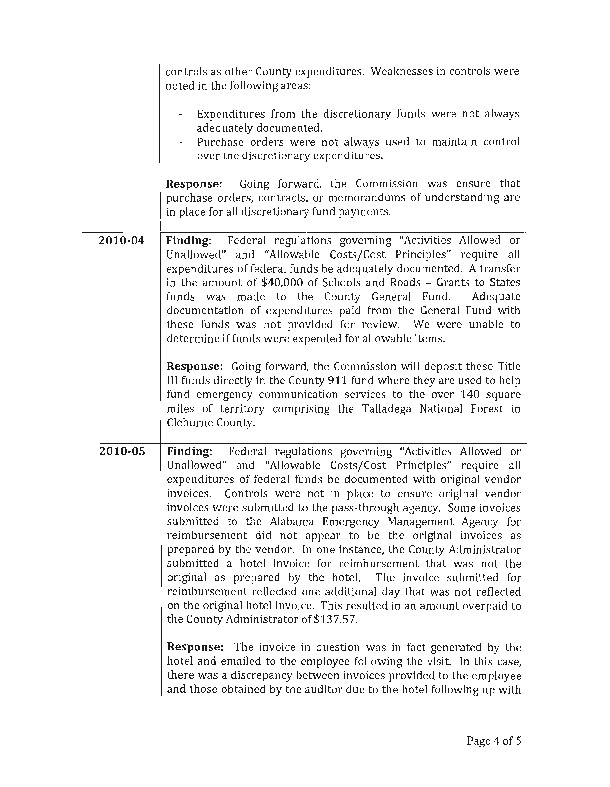 controls as other County expenditures. Weaknesses in controls were
noted in the following areas:
- Expenditures from the discretionary funds were not always
adequately documented.
- Purchase orders were not always used to maintain control
over the discretionary expenditures.
Response: Going forward, the Commission was ensure that
purchase orders, contracts, or memorandums of understanding are
in place for all discretionary fund payments.
2010-04 Finding: Federal regulations governing "Activities Allowed or
Unallowed" and "Allowable Costs/Cost Principles" require all
expenditures of federal funds be adequately documented. A transfer
in the amount of $40,000 of Schools and Roads – Grants to States
funds was made to the County General Fund. Adequate
documentation of expenditures paid from the General Fund with
these funds was not provided for review. We were unable to
determine if funds were expended for allowable items.
Response: Going forward, the Commission will deposit these Title
III funds directly in the County 911 fund where they are used to help
fund emergency communication services to the over 140 square
miles of territory comprising the Talladega National Forest in
Cleburne County.
2010-05 Finding: Federal regulations governing "Activities Allowed or
Unallowed" and "Allowable Costs/Cost Principles" require all
expenditures of federal funds be documented with original vendor
invoices. Controls were not in place to ensure original vendor
invoices were submitted to the pass-through agency. Some invoices
submitted to the Alabama Emergency Management Agency for
reimbursement did not appear to be the original invoices as
prepared by the vendor. In one instance, the County Administrator
submitted a hotel invoice for reimbursement that was not the
original as prepared by the hotel. The invoice submitted for
reimbursement reflected one additional day that was not reflected
on the original hotel invoice. This resulted in an amount overpaid to
the County Administrator of $137.57.
Response: The invoice in question was in fact generated by the
hotel and emailed to the employee following the visit. In this case,
there was a discrepancy between invoices provided to the employee
and those obtained by the auditor due to the hotel following up with
Page 4 of 5